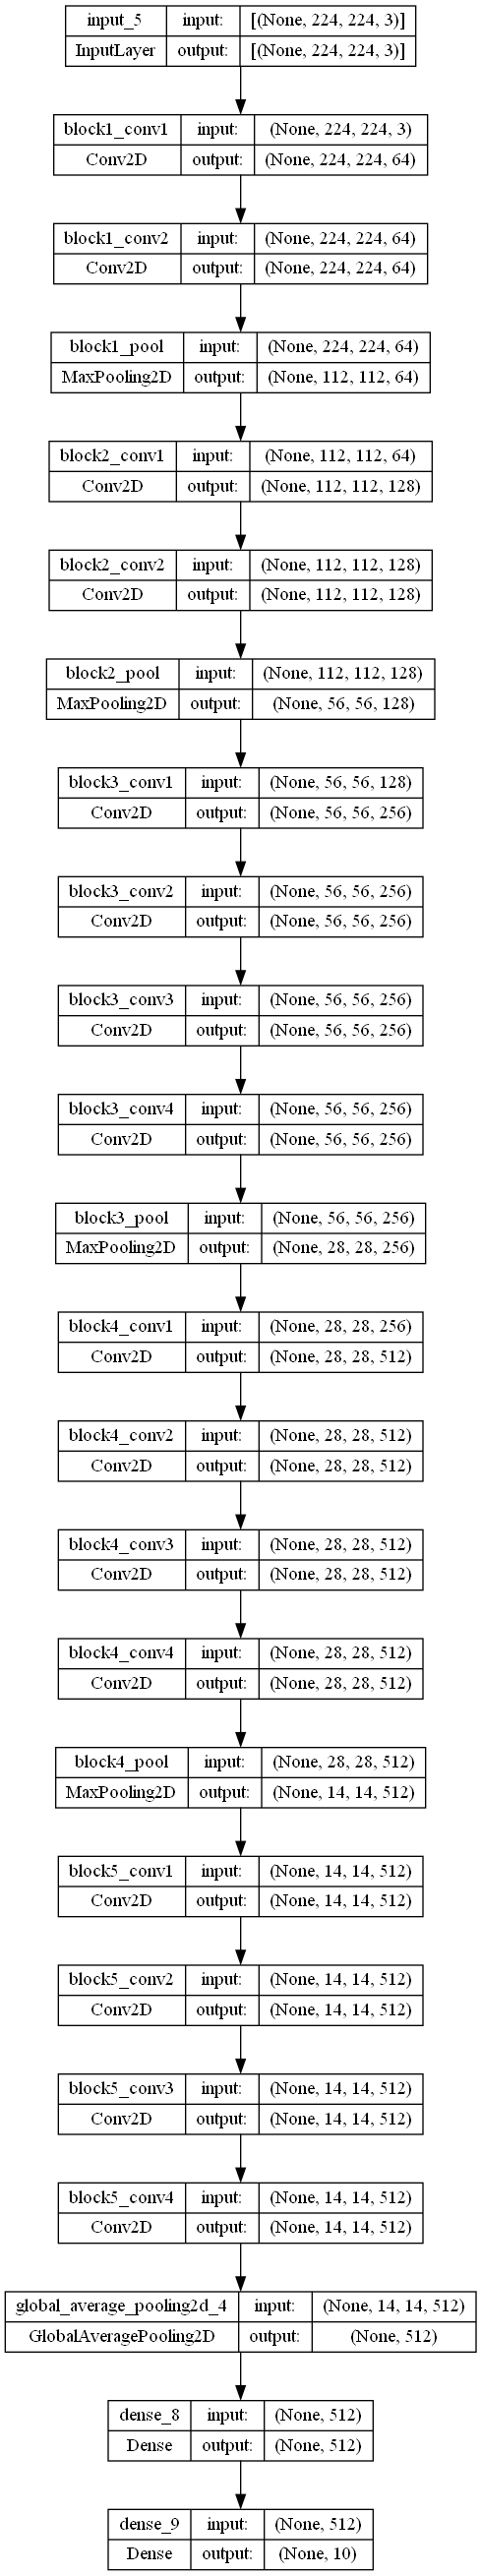 input_5 input: [(None, 224, 224, 3)]
InputLayer output: [(None, 224, 224, 3)]
block1_conv1 input: (None, 224, 224, 3)
Conv2D output: (None, 224, 224, 64)
block1_conv2 input: (None, 224, 224, 64)
Conv2D output: (None, 224, 224, 64)
block1_pool input: (None, 224, 224, 64)
MaxPooling2D output: (None, 112, 112, 64)
block2_conv1 input: (None, 112, 112, 64)
Conv2D output: (None, 112, 112, 128)
block2_conv2 input: (None, 112, 112, 128)
Conv2D output: (None, 112, 112, 128)
block2_pool input: (None, 112, 112, 128)
MaxPooling2D output: (None, 56, 56, 128)
block3_conv1 input: (None, 56, 56, 128)
Conv2D output: (None, 56, 56, 256)
block3_conv2 input: (None, 56, 56, 256)
Conv2D output: (None, 56, 56, 256)
block3_conv3 input: (None, 56, 56, 256)
Conv2D output: (None, 56, 56, 256)
block3_conv4 input: (None, 56, 56, 256)
Conv2D output: (None, 56, 56, 256)
block3_pool input: (None, 56, 56, 256)
MaxPooling2D output: (None, 28, 28, 256)
block4_conv1 input: (None, 28, 28, 256)
Conv2D output: (None, 28, 28, 512)
block4_conv2 input: (None, 28, 28, 512)
Conv2D output: (None, 28, 28, 512)
block4_conv3 input: (None, 28, 28, 512)
Conv2D output: (None, 28, 28, 512)
block4_conv4 input: (None, 28, 28, 512)
Conv2D output: (None, 28, 28, 512)
block4_pool input: (None, 28, 28, 512)
MaxPooling2D output: (None, 14, 14, 512)
block5_conv1 input: (None, 14, 14, 512)
Conv2D output: (None, 14, 14, 512)
block5_conv2 input: (None, 14, 14, 512)
Conv2D output: (None, 14, 14, 512)
block5_conv3 input: (None, 14, 14, 512)
Conv2D output: (None, 14, 14, 512)
block5_conv4 input: (None, 14, 14, 512)
Conv2D output: (None, 14, 14, 512)
global_average_pooling2d_4 input: (None, 14, 14, 512)
GlobalAveragePooling2D output: (None, 512)
dense_8 input: (None, 512)
Dense output: (None, 512)
dense_9 input: (None, 512)
Dense output: (None, 10)